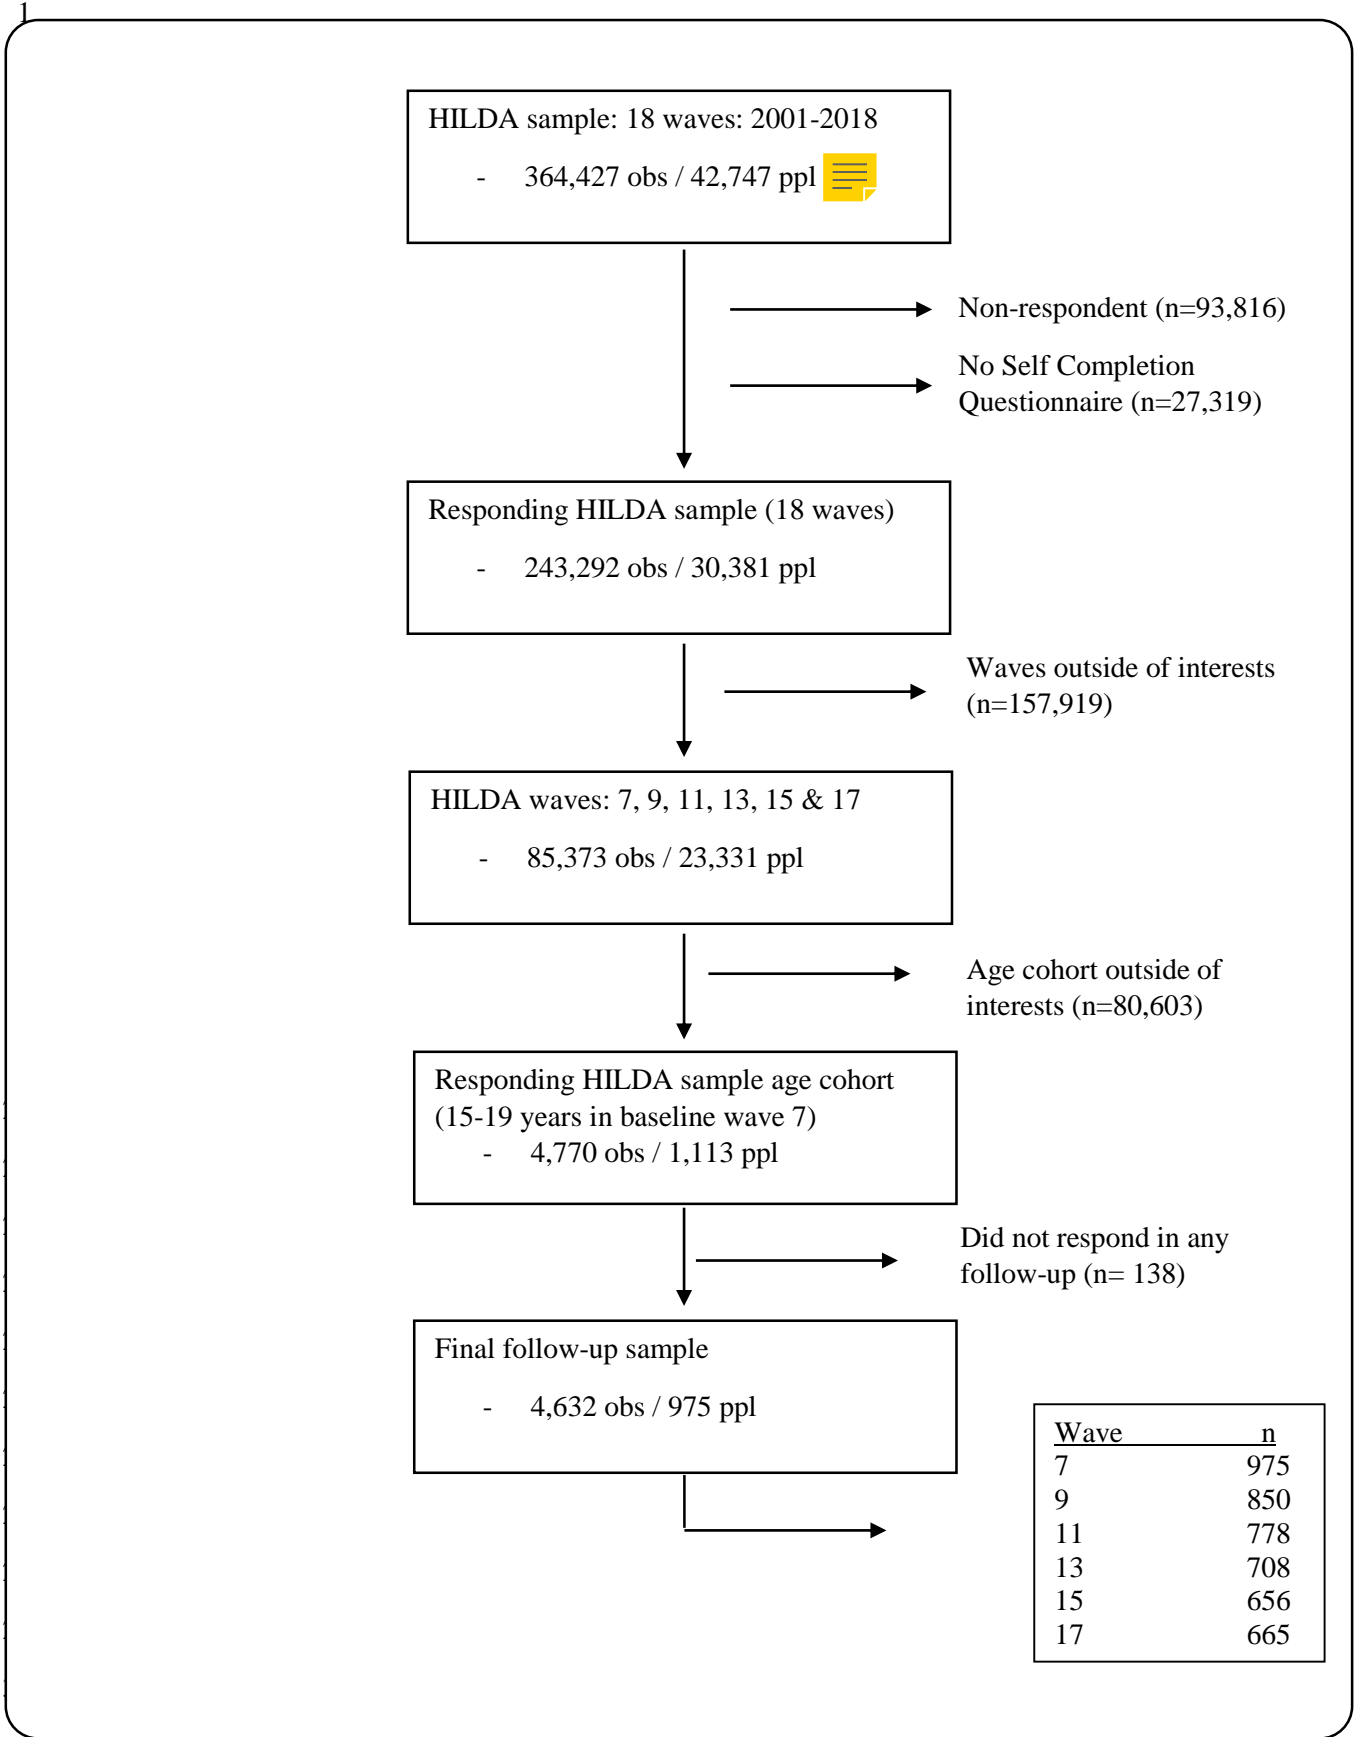 1
HILDA sample: 18 waves: 2001-2018
- 364,427 obs / 42,747 ppl
Non-respondent (n=93,816)
No Self Completion
Questionnaire (n=27,319)
Responding HILDA sample (18 waves)
- 243,292 obs / 30,381 ppl
Waves outside of interests
(n=157,919)
HILDA waves: 7, 9, 11, 13, 15 & 17
- 85,373 obs / 23,331 ppl
Age cohort outside of
interests (n=80,603)
Responding HILDA sample age cohort
(15-19 years in baseline wave 7)
- 4,770 obs / 1,113 ppl
Did not respond in any
follow-up (n= 138)
Final follow-up sample
- 4,632 obs / 975 ppl
Wave n
7 975
9 850
11 778
13 708
15 656
17 665